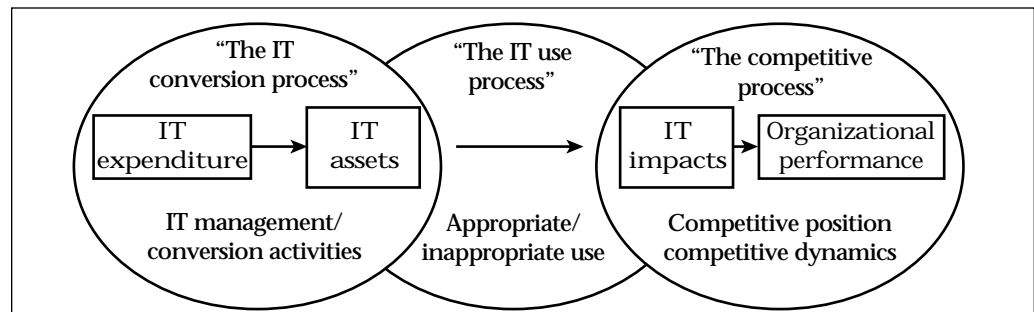 “The IT
conversion process”
IT
expenditure
IT
assets
IT management/
conversion activities
“The IT use
process”
Appropriate/
inappropriate use
“The competitive
process”
IT
impacts
Organizational
performance
Competitive position
competitive dynamics